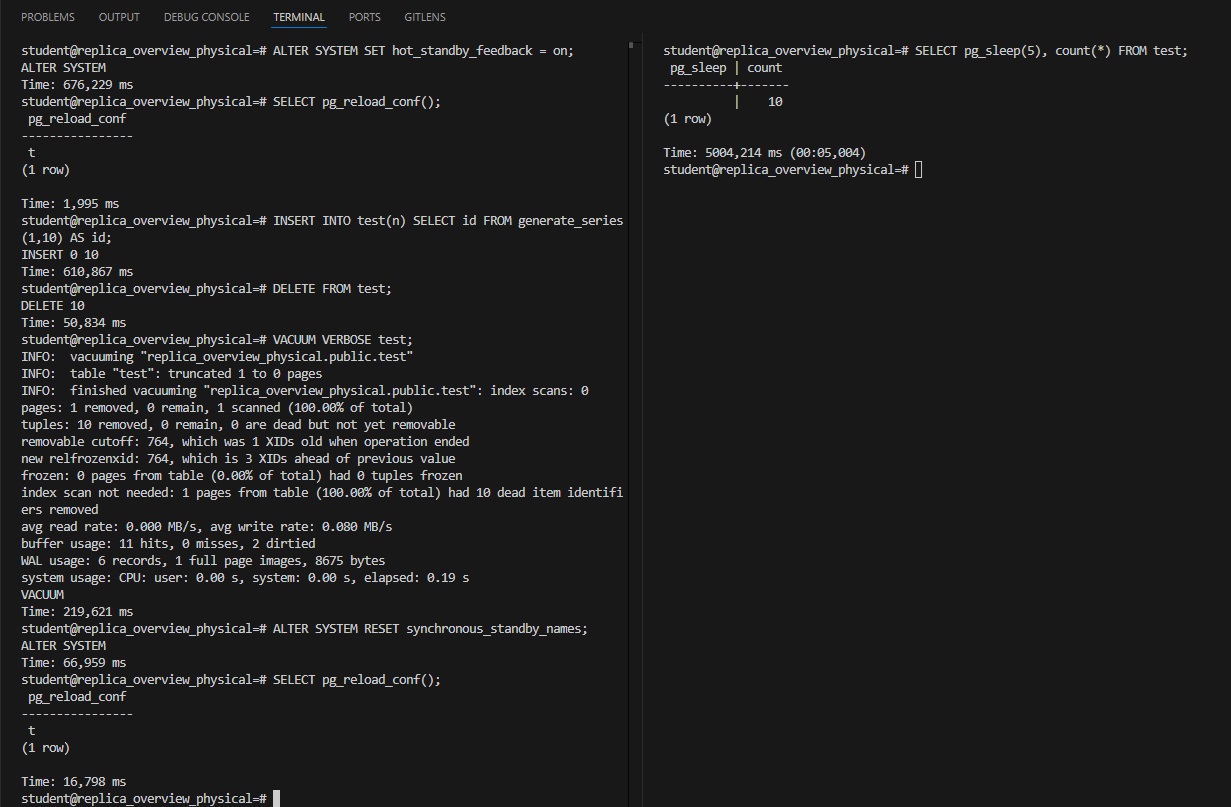 PROBLEMS OUTPUT DEBUG CONSOLE TERMINAL PORTS GITLENS
student@replica_overview_physical=# ALTER SYSTEM SET hot_standby_feedback = on;
ALTER SYSTEM
Time: 676,229 ms
student@replica_overview_physical=# SELECT pg_reload_conf();
 pg_reload_conf
----------------
 t
(1 row)

Time: 1,995 ms
student@replica_overview_physical=# INSERT INTO test(n) SELECT id FROM generate_series
(1,10) AS id;
INSERT 0 10
Time: 610,867 ms
student@replica_overview_physical=# DELETE FROM test;
DELETE 10
Time: 50,834 ms
student@replica_overview_physical=# VACUUM VERBOSE test;
INFO:  vacuuming "replica_overview_physical.public.test"
INFO:  table "test": truncated 1 to 0 pages
INFO:  finished vacuuming "replica_overview_physical.public.test": index scans: 0
pages: 1 removed, 0 remain, 1 scanned (100.00% of total)
tuples: 10 removed, 0 remain, 0 are dead but not yet removable
removable cutoff: 764, which was 1 XIDs old when operation ended
new relfrozenxid: 764, which is 3 XIDs ahead of previous value
frozen: 0 pages from table (0.00% of total) had 0 tuples frozen
index scan not needed: 1 pages from table (100.00% of total) had 10 dead item identifi
ers removed
avg read rate: 0.000 MB/s, avg write rate: 0.080 MB/s
buffer usage: 11 hits, 0 misses, 2 dirtied
WAL usage: 6 records, 1 full page images, 8675 bytes
system usage: CPU: user: 0.00 s, system: 0.00 s, elapsed: 0.19 s
VACUUM
Time: 219,621 ms
student@replica_overview_physical=# ALTER SYSTEM RESET synchronous_standby_names;
ALTER SYSTEM
Time: 66,959 ms
student@replica_overview_physical=# SELECT pg_reload_conf();
 pg_reload_conf
----------------
 t
(1 row)

Time: 16,798 ms
student@replica_overview_physical=#
student@replica_overview_physical=# SELECT pg_sleep(5), count(*) FROM test;
 pg_sleep | count
----------+-------
          |    10
(1 row)

Time: 5004,214 ms (00:05,004)
student@replica_overview_physical=#